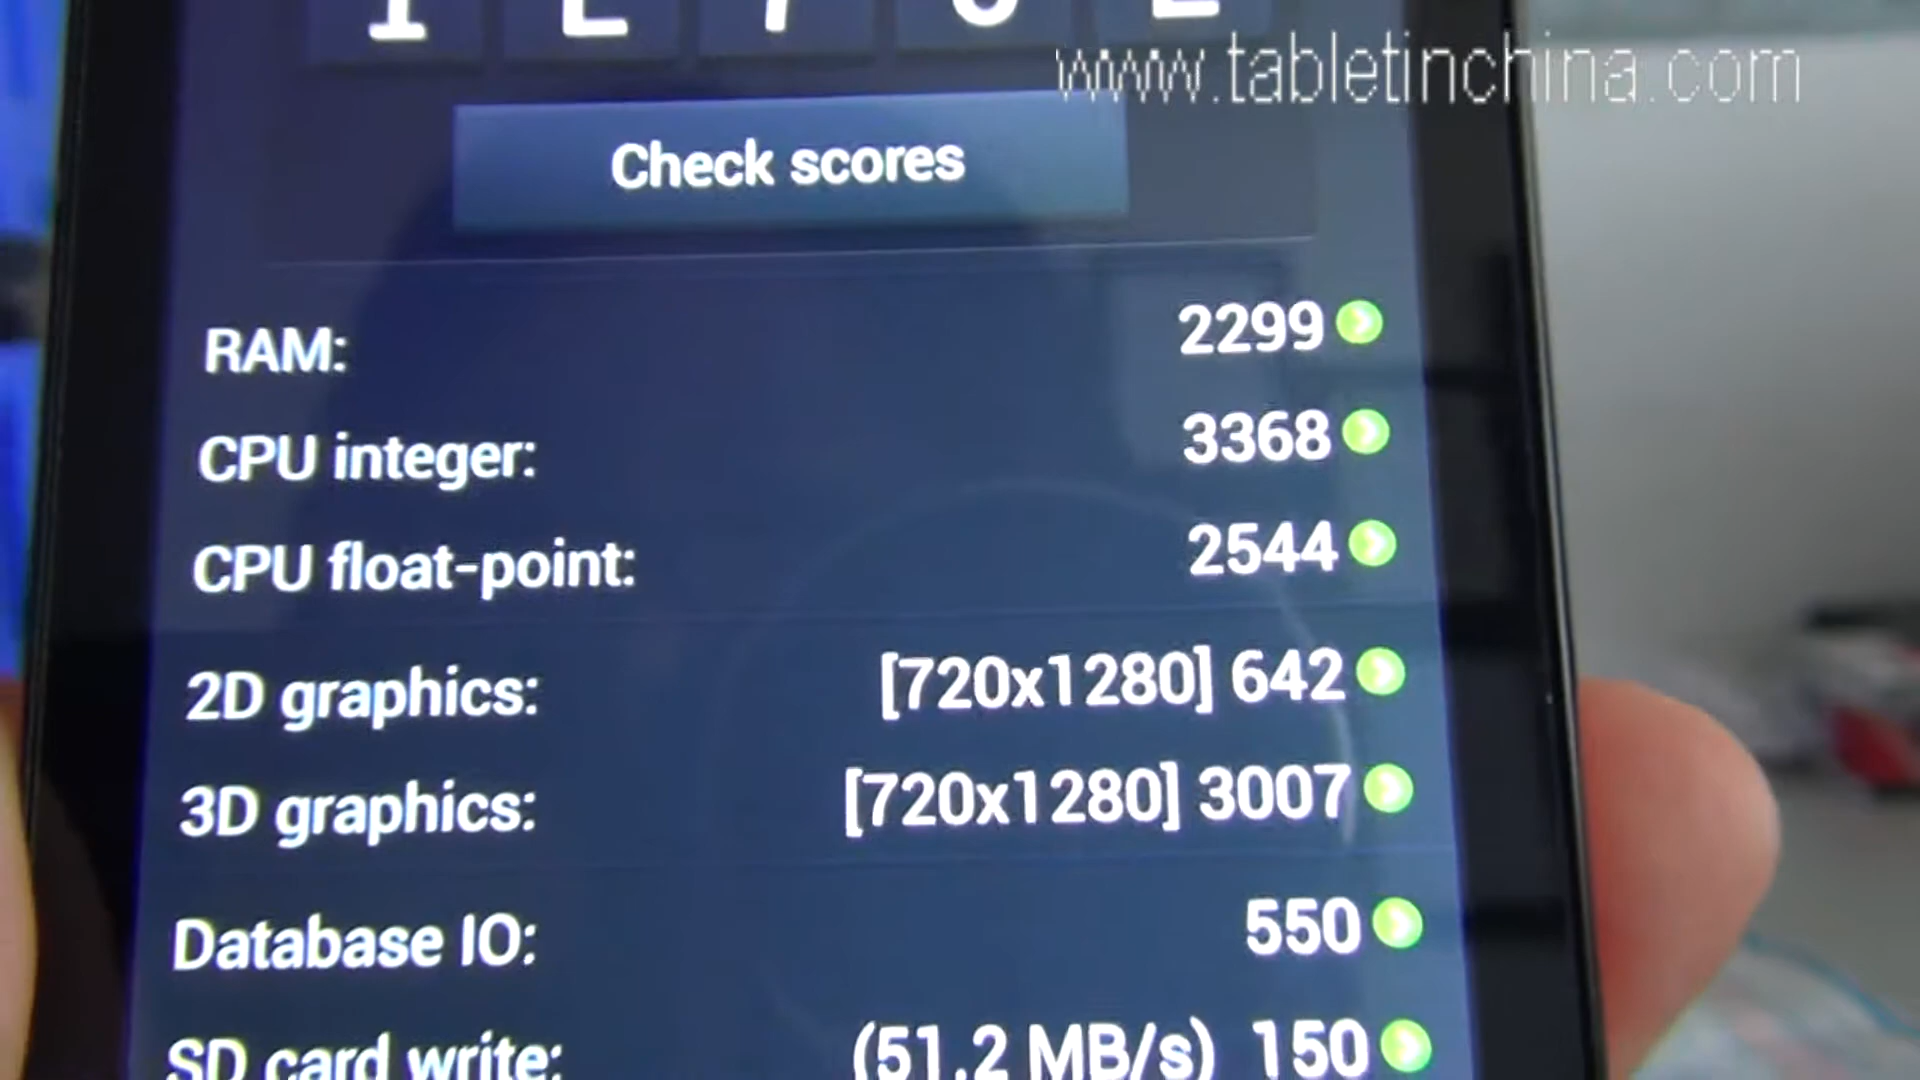 www.tabletinchina.com
Check scores
RAM: 2299
CPU integer: 3368
CPU float-point: 2544
2D graphics: [720x1280] 642
3D graphics: [720x1280] 3007
Database IO: 550
SD card write: (51.2 MB/s) 150